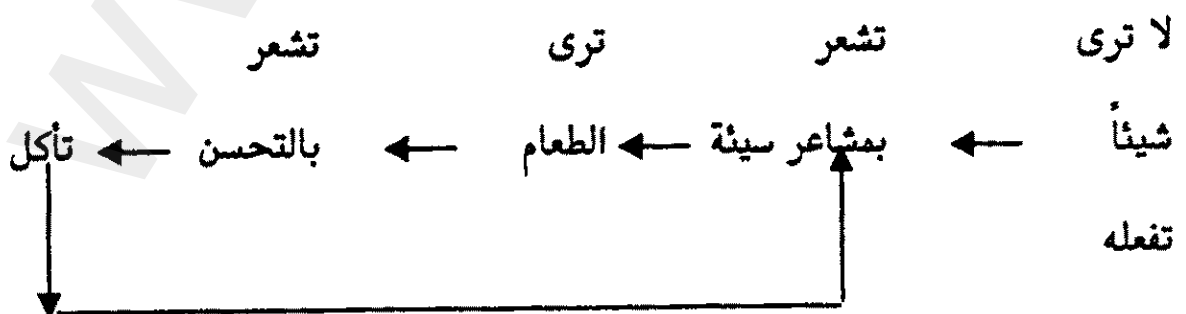 لا ترى تشعر ترى تشعر
شيئاً بمشاعر سيئة الطعام بالتحسن تأكل
تفعله